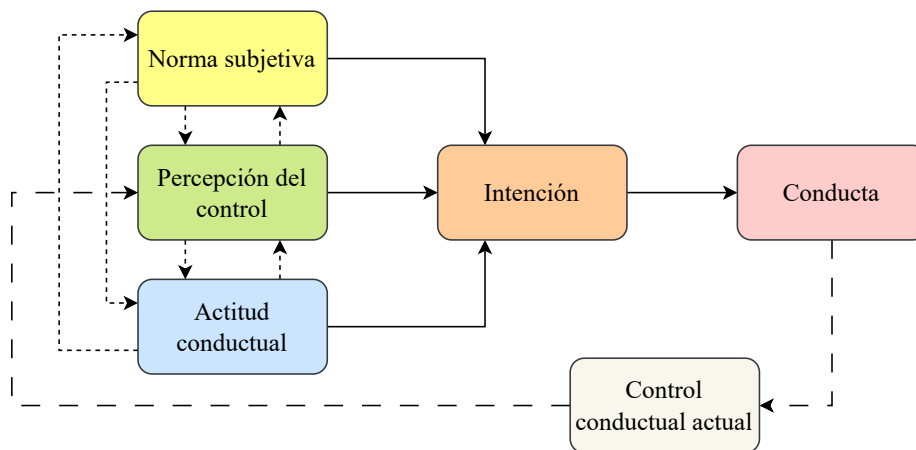 Norma subjetiva
Percepción del
control
Intención
Conducta
Actitud
conductual
Control
conductual actual